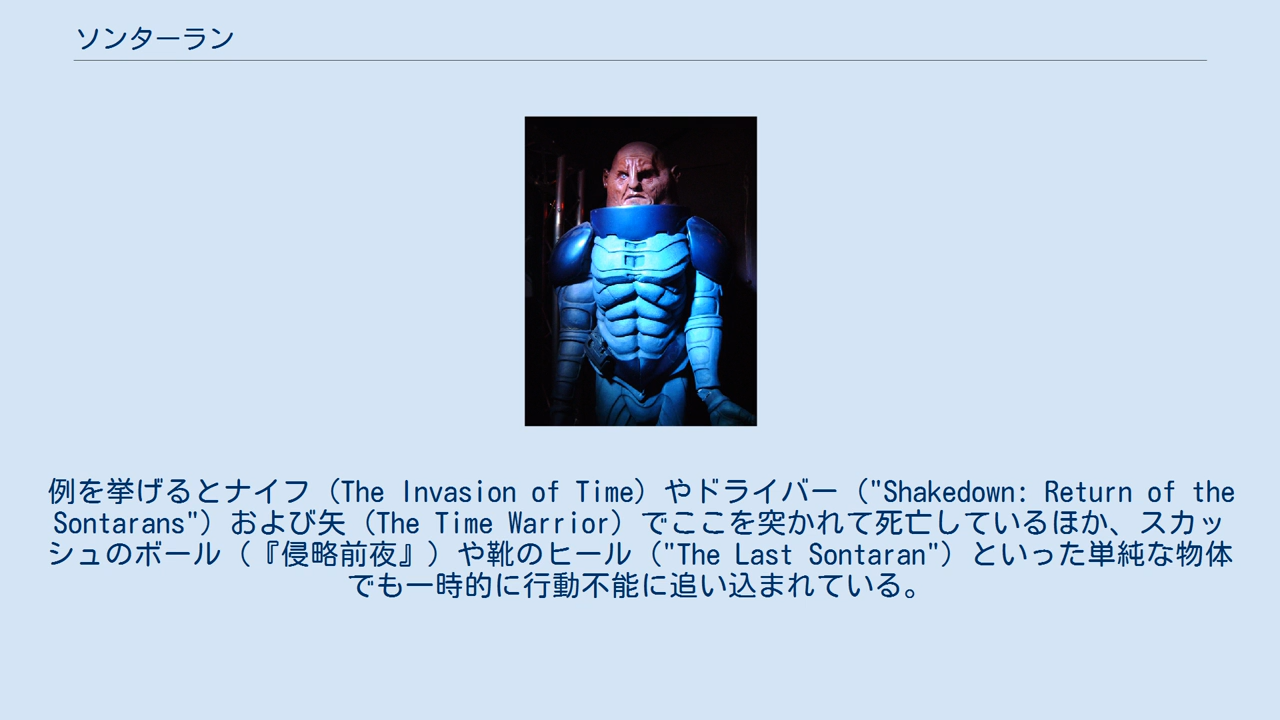 ソンターラン
例を挙げるとナイフ（The Invasion of Time）やドライバー（"Shakedown: Return of the
Sontarans"）および矢（The Time Warrior）でここを突かれて死亡しているほか、スカッ
シュのボール（『侵略前夜』）や靴のヒール（"The Last Sontaran"）といった単純な物体
でも一時的に行動不能に追い込まれている。